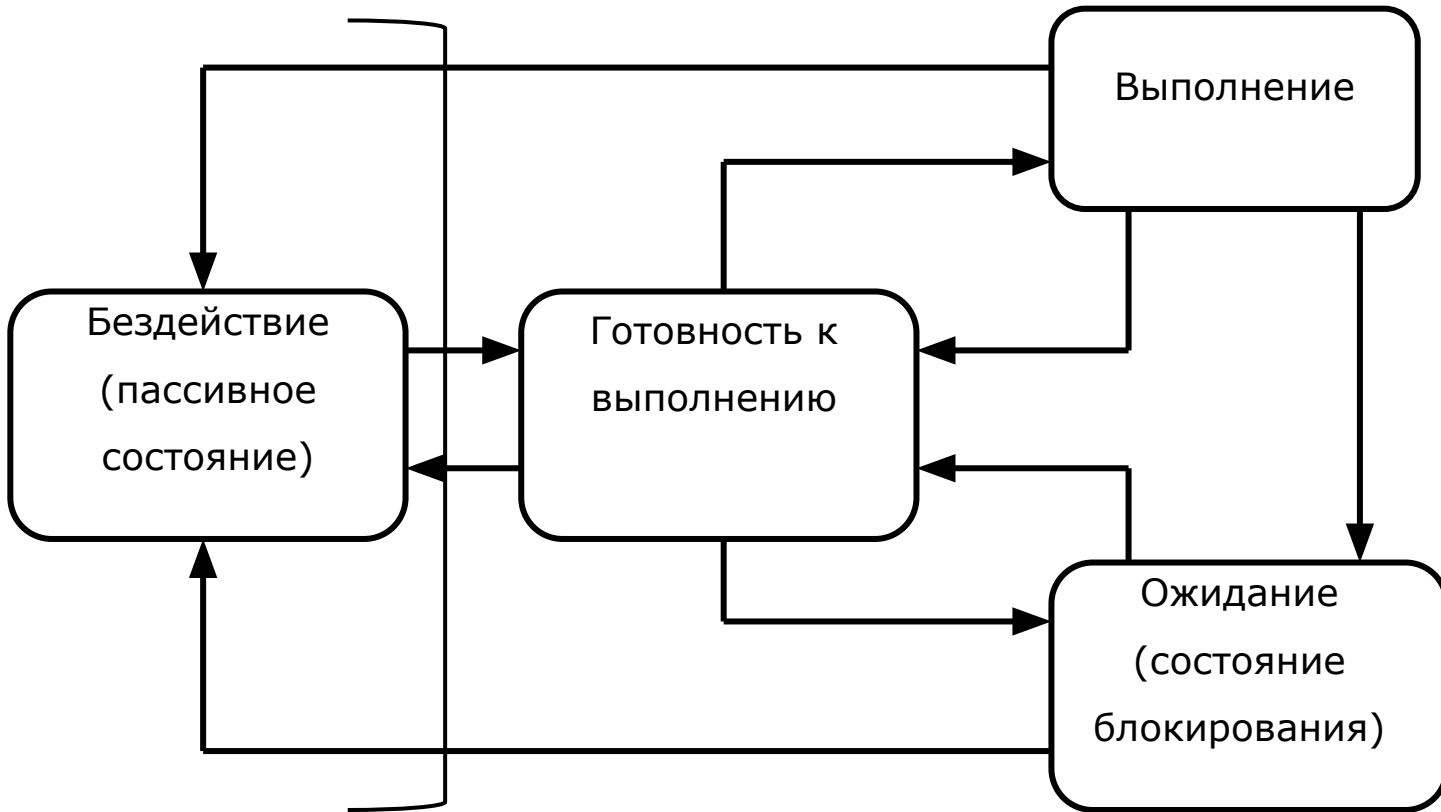 Выполнение
Бездействие
(пассивное
состояние)
Готовность к
выполнению
Ожидание
(состояние
блокирования)